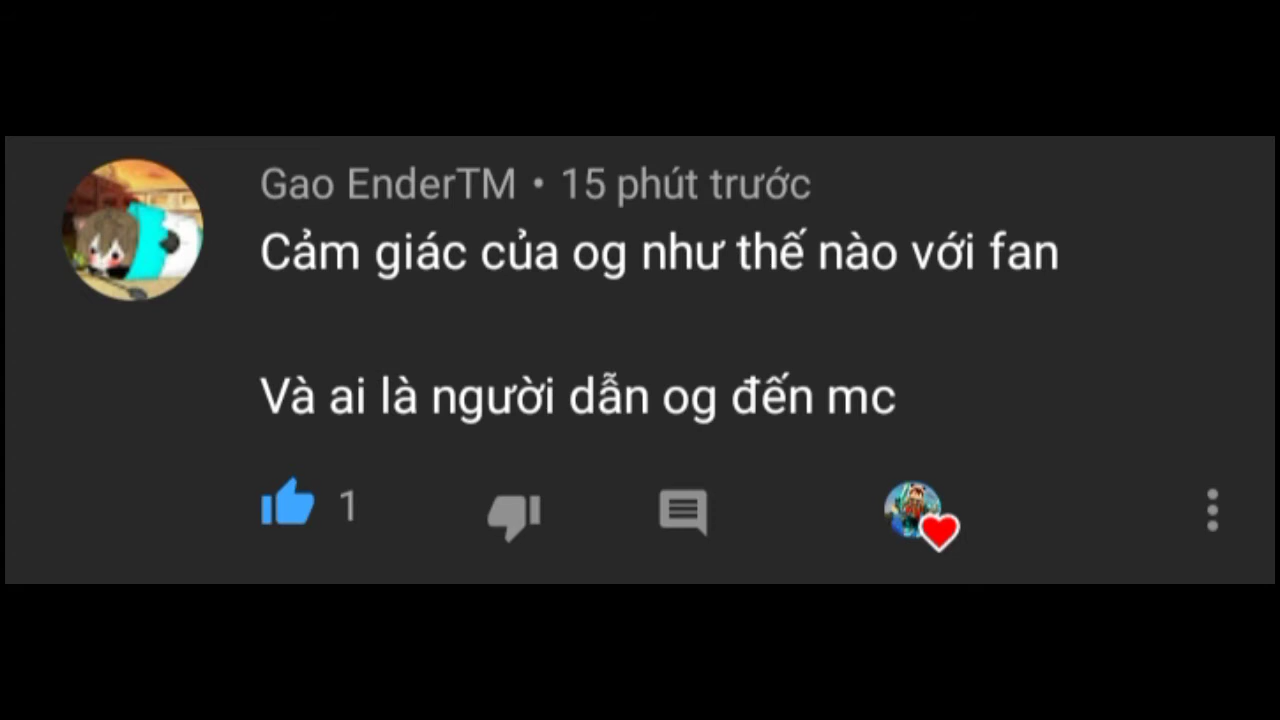 Gao EnderTM • 15 phút trước
Cảm giác của og như thế nào với fan
Và ai là người dẫn og đến mc
1